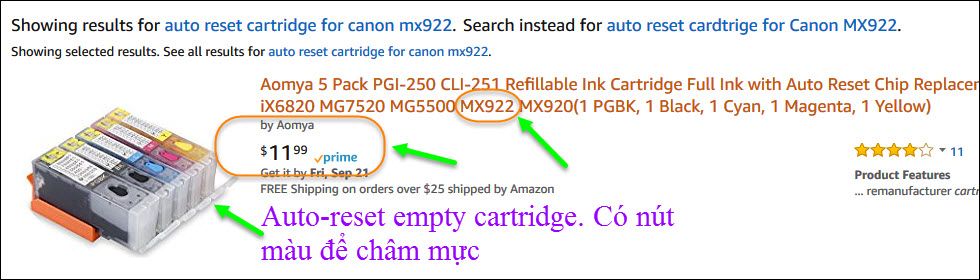 Showing results for auto reset cartridge for canon mx922. Search instead for auto reset cardtrige for Canon MX922.
Showing selected results. See all results for auto reset cartridge for canon mx922.
Aomya 5 Pack PGI-250 CLI-251 Refillable Ink Cartridge Full Ink with Auto Reset Chip Replacer
iX6820 MG7520 MG5500 MX922 MX920(1 PGBK, 1 Black, 1 Cyan, 1 Magenta, 1 Yellow)
by Aomya
$11 99 prime
Get it by Fri, Sep 21
FREE Shipping on orders over $25 shipped by Amazon
11
Product Features
... remanufacturer cartr
Auto-reset empty cartridge. Có nút
màu để châm mực